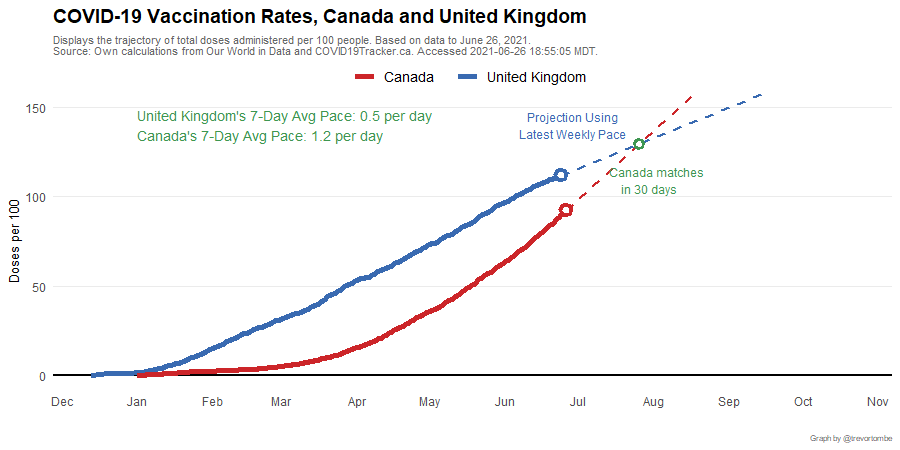 COVID-19 Vaccination Rates, Canada and United Kingdom
Displays the trajectory of total doses administered per 100 people. Based on data to June 26, 2021.
Source: Own calculations from Our World in Data and COVID19Tracker.ca. Accessed 2021-06-26 18:55:05 MDT.
Canada
United Kingdom
150
United Kingdom's 7-Day Avg Pace: 0.5 per day
Canada's 7-Day Avg Pace: 1.2 per day
Projection Using
Latest Weekly Pace
Canada matches
in 30 days
100
Doses per 100
50
0
Dec Jan Feb Mar Apr May Jun Jul Aug Sep Oct Nov
Graph by @trevortombe